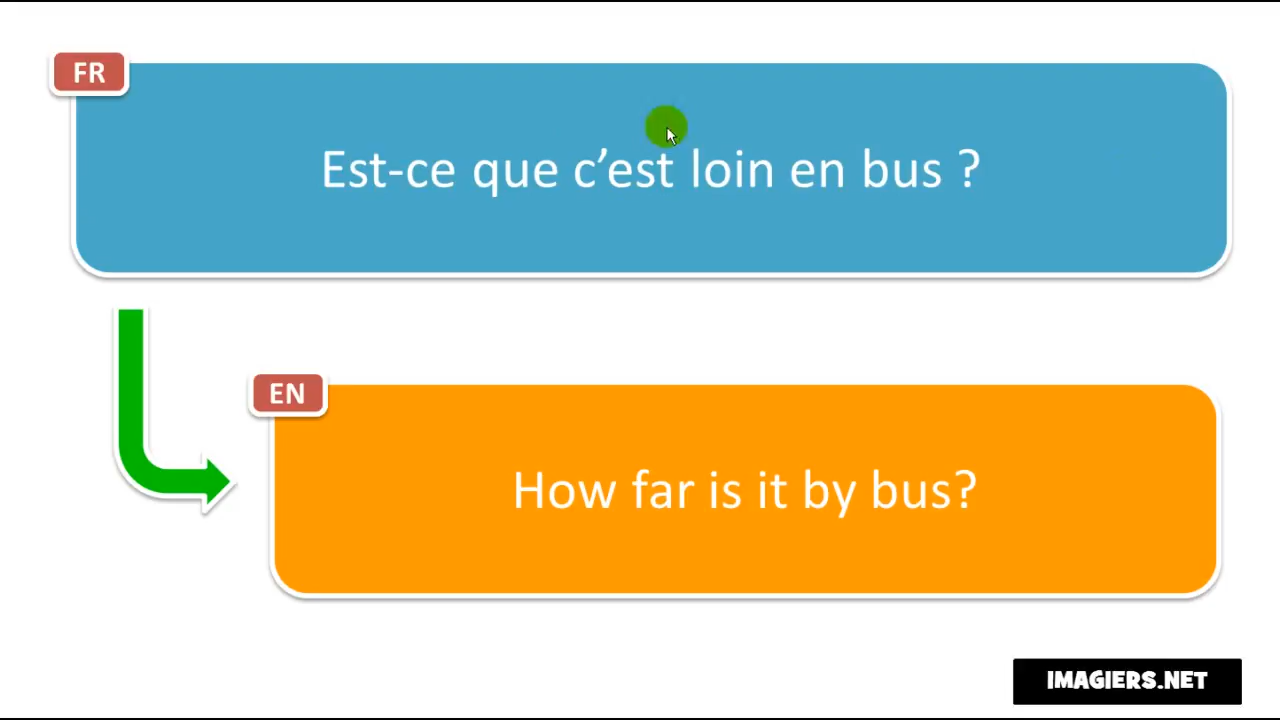 FR
Est-ce que c’est loin en bus ?
EN
How far is it by bus?
IMAGIERS.NET